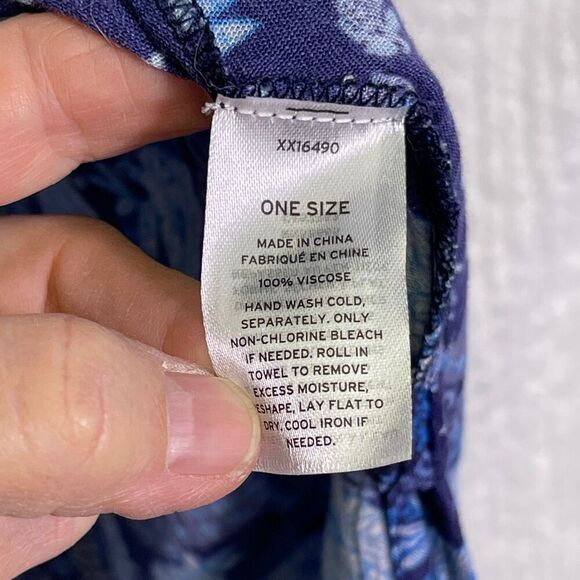 XX16490
ONE SIZE
MADE IN CHINA
FABRIQUÉ EN CHINE
100% VISCOSE
HAND WASH COLD,
SEPARATELY. ONLY
NON-CHLORINE BLEACH
IF NEEDED. ROLL IN
TOWEL TO REMOVE
EXCESS MOISTURE,
ESHAPE, LAY FLAT TO
DRY, COOL IRON IF
NEEDED.